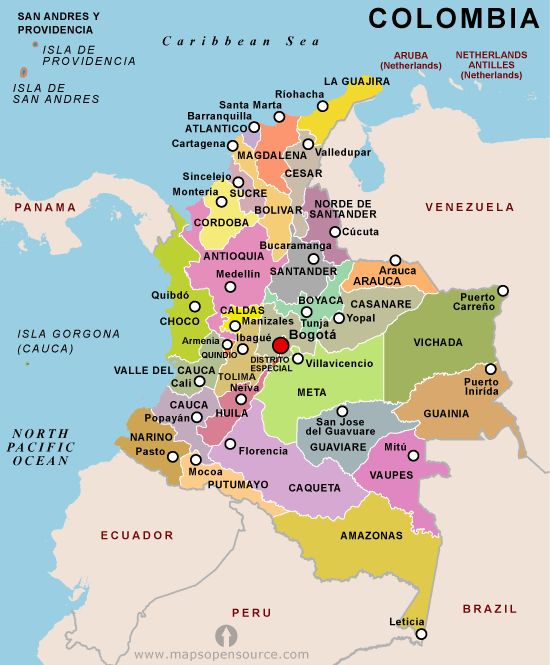 SAN ANDRES Y
PROVIDENCIA
ISLA DE
PROVIDENCIA
ISLA DE
SAN ANDRES
Caribbean Sea
COLOMBIA
ARUBA
(Netherlands)
NETHERLANDS
ANTILLES
(Netherlands)
LA GUAJIRA
Riohacha
Santa Marta
Barranquilla
ATLANTICO
Cartagena
MAGDALENA
Valledupar
CESAR
Sincelejo
SUCRE
Monteria
CORDOBA
BOLIVAR
NORDE DE
SANTANDER
Cúcuta
PANAMA
VENEZUELA
ANTIOQUIA
Bucaramanga
SANTANDER
Medellin
Arauca
ARAUCA
Quibdó
CHOCO
BOYACA
CASANARE
Puerto
Carreño
CALDAS
Manizales
Tunja
Yopal
Bogotá
ISLA GORGONA
(CAUCA)
Armenia
QUINDIO
Ibagué
DISTRITO
ESPECIAL
Villavicencio
VICHADA
VALLE DEL CAUCA
Cali
TOLIMA
Neiva
META
Puerto
Inirida
CAUCA
Popayán
HUILA
San Jose
del Guaviare
GUAINIA
NORTH
PACIFIC
OCEAN
NARINO
Pasto
Florencia
GUAVIARE
Mitú
VAUPES
Mocoa
PUTUMAYO
CAQUETA
ECUADOR
AMAZONAS
PERU
BRAZIL
Leticia
www.mapsopensource.com